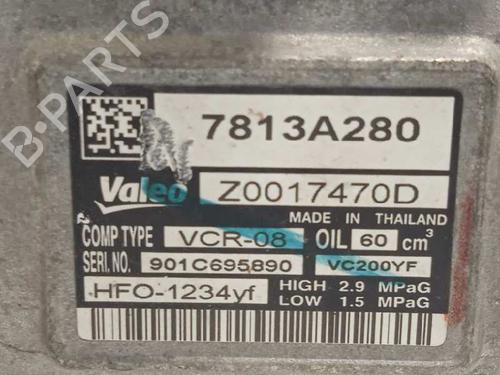 B-PARTS
7813A280
Valeo Z0017470D
MADE IN THAILAND
COMP TYPE VCR-08 OIL 60 cm³
SERI. NO. 901C695890 VC200YF
HFO-1234yf HIGH 2.9 MPaG
LOW 1.5 MPaG